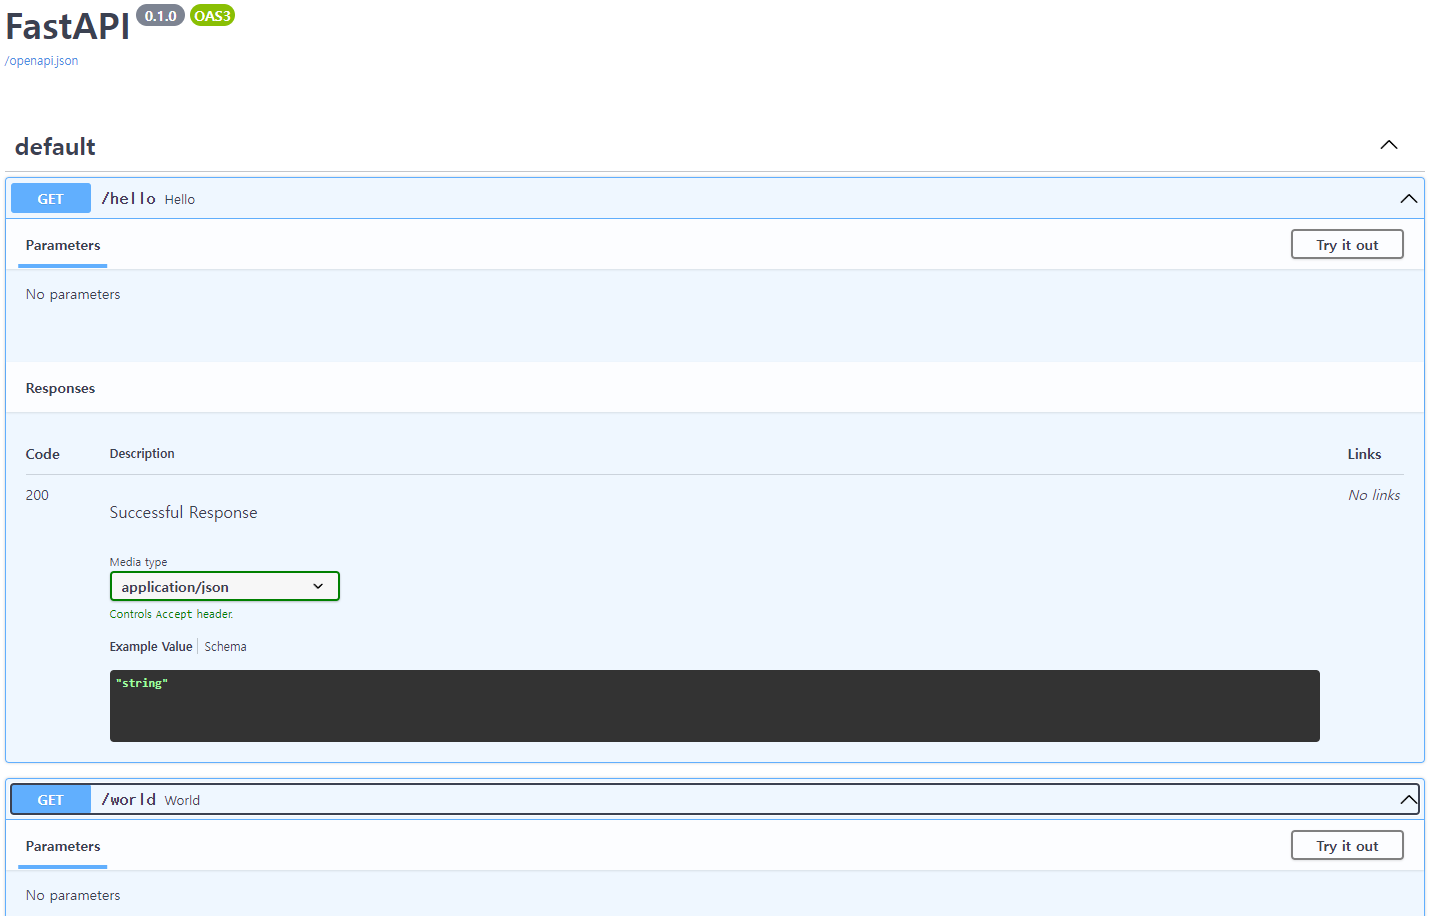 FastAPI 0.1.0 OAS3
/openapi.json
default
GET /hello Hello
Parameters Try it out
No parameters
Responses
Code Description Links
200 No links
Successful Response
Media type
application/json
Controls Accept header.
Example Value Schema
"string"
GET /world World
Parameters Try it out
No parameters